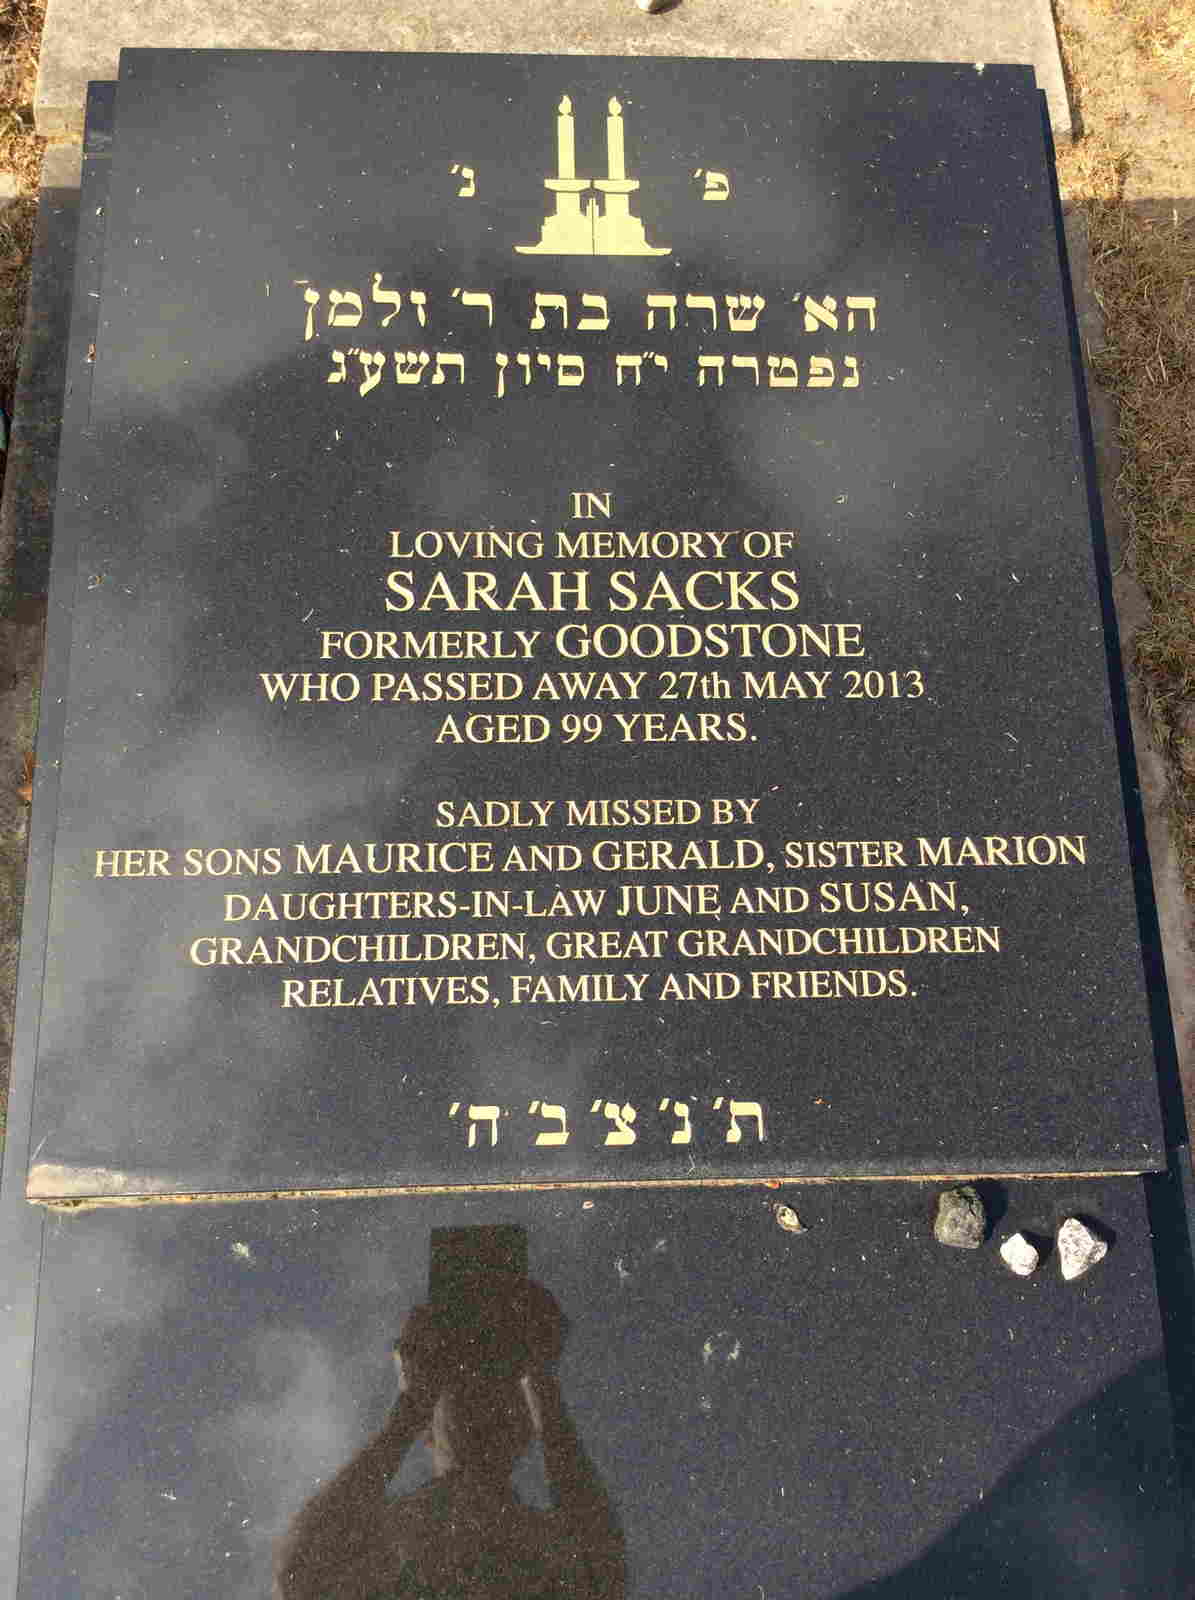 פ׳ נ׳
הא׳ שרה בת ר׳ זלמן
נפטרה י״ח סיון תשע״ג
IN
LOVING MEMORY OF
SARAH SACKS
FORMERLY GOODSTONE
WHO PASSED AWAY 27th MAY 2013
AGED 99 YEARS.
SADLY MISSED BY
HER SONS MAURICE AND GERALD, SISTER MARION
DAUGHTERS-IN-LAW JUNE AND SUSAN,
GRANDCHILDREN, GREAT GRANDCHILDREN
RELATIVES, FAMILY AND FRIENDS.
ת׳ נ׳ צ׳ ב׳ ה׳